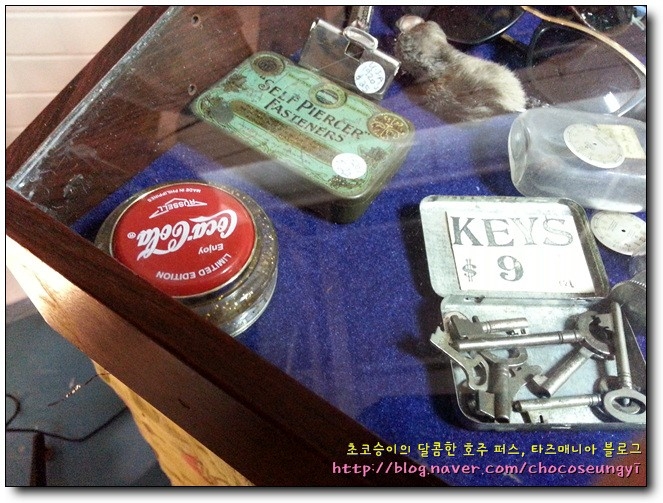 "SELF PIERCER"
FASTENERS
MADE IN PHILIPPINES
RUSSELL
Coca-Cola®
Enjoy
LIMITED EDITION
KEYS
$9
초코승이의 달콤한 호주 퍼스, 타즈매니아 블로그
http://blog.naver.com/chocoseungyi